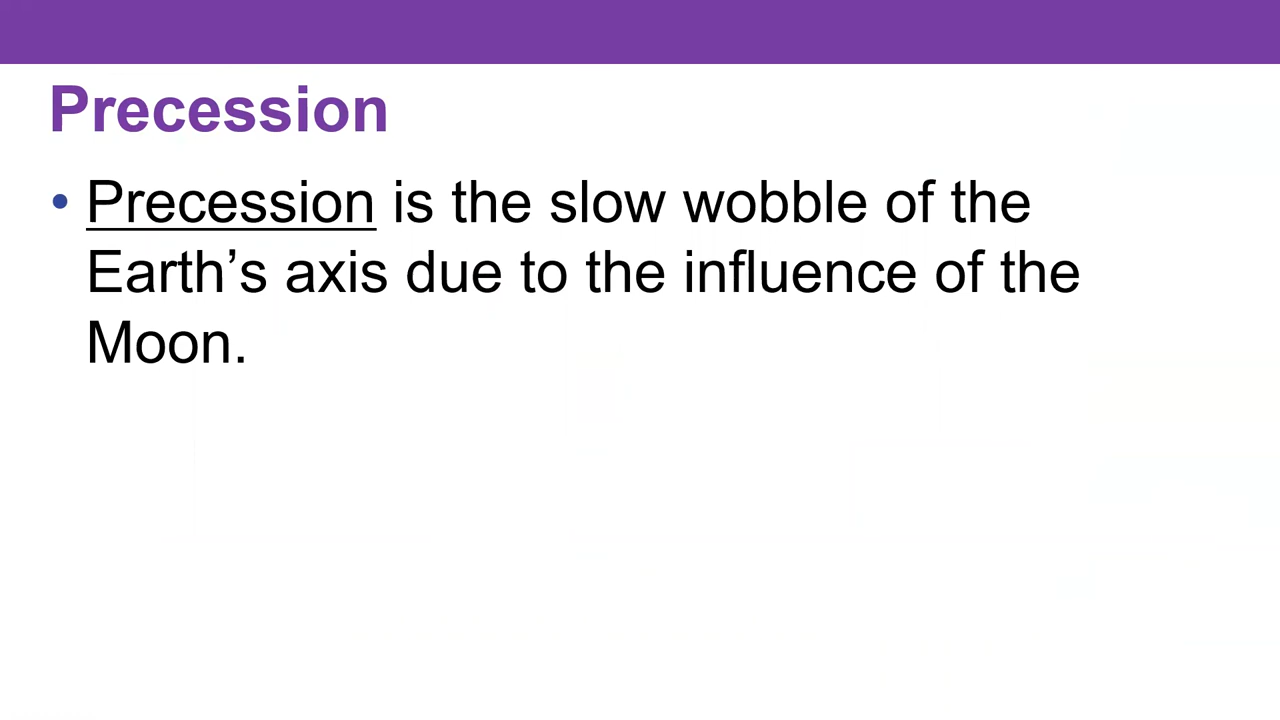 Precession
• Precession is the slow wobble of the
Earth’s axis due to the influence of the
Moon.